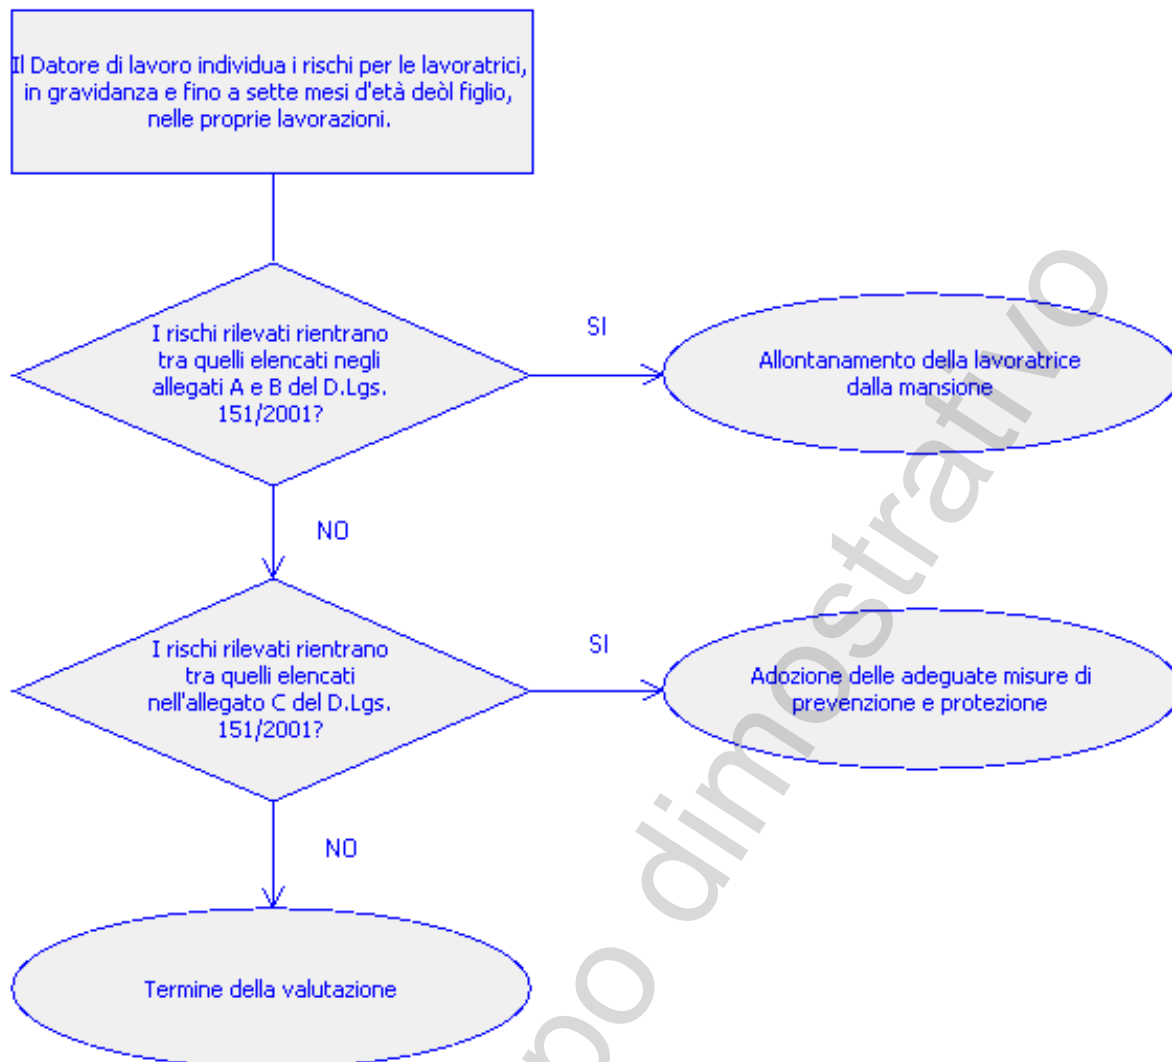 Il Datore di lavoro individua i rischi per le lavoratrici,
in gravidanza e fino a sette mesi d'età deòl figlio,
nelle proprie lavorazioni.
I rischi rilevati rientrano
tra quelli elencati negli
allegati A e B del D.Lgs.
151/2001?
SI
Allontanamento della lavoratrice
dalla mansione
NO
I rischi rilevati rientrano
tra quelli elencati
nell'allegato C del D.Lgs.
151/2001?
SI
Adozione delle adeguate misure di
prevenzione e protezione
NO
Termine della valutazione
po dimostrativo